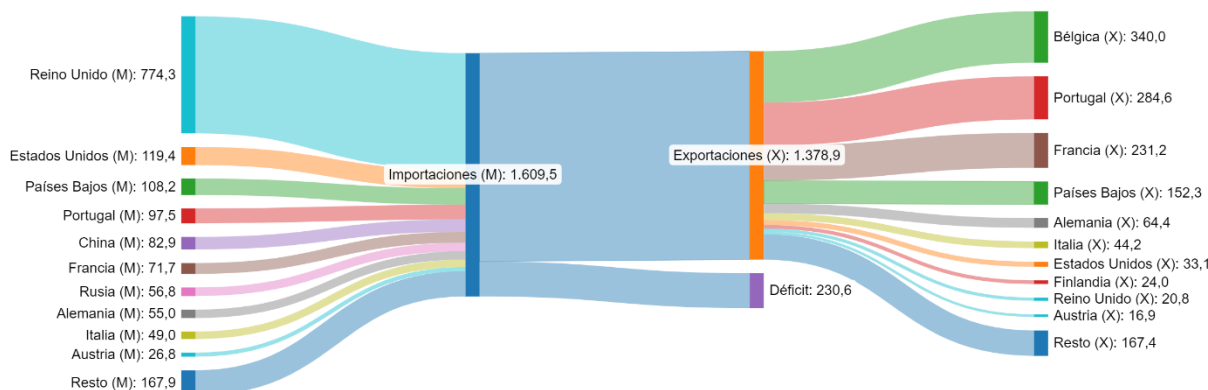 Reino Unido (M): 774,3
Estados Unidos (M): 119,4
Países Bajos (M): 108,2
Portugal (M): 97,5
China (M): 82,9
Francia (M): 71,7
Rusia (M): 56,8
Alemania (M): 55,0
Italia (M): 49,0
Austria (M): 26,8
Resto (M): 167,9
Importaciones (M): 1.609,5
Exportaciones (X): 1.378,9
Déficit: 230,6
Bélgica (X): 340,0
Portugal (X): 284,6
Francia (X): 231,2
Países Bajos (X): 152,3
Alemania (X): 64,4
Italia (X): 44,2
Estados Unidos (X): 33,1
Finlandia (X): 24,0
Reino Unido (X): 20,8
Austria (X): 16,9
Resto (X): 167,4